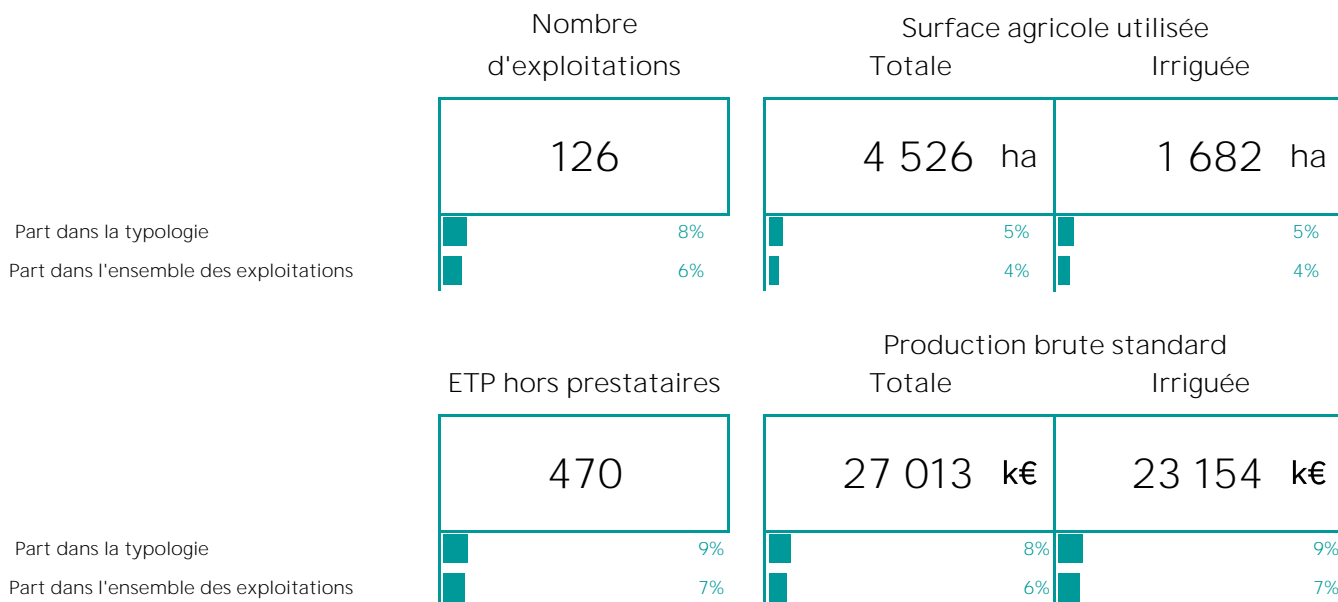 Nombre
d'exploitations
Surface agricole utilisée
Totale Irriguée
126 4 526 ha 1 682 ha
Part dans la typologie 8% 5% 5%
Part dans l'ensemble des exploitations 6% 4% 4%
Production brute standard
ETP hors prestataires Totale Irriguée
470 27 013 k€ 23 154 k€
Part dans la typologie 9% 8% 9%
Part dans l'ensemble des exploitations 7% 6% 7%